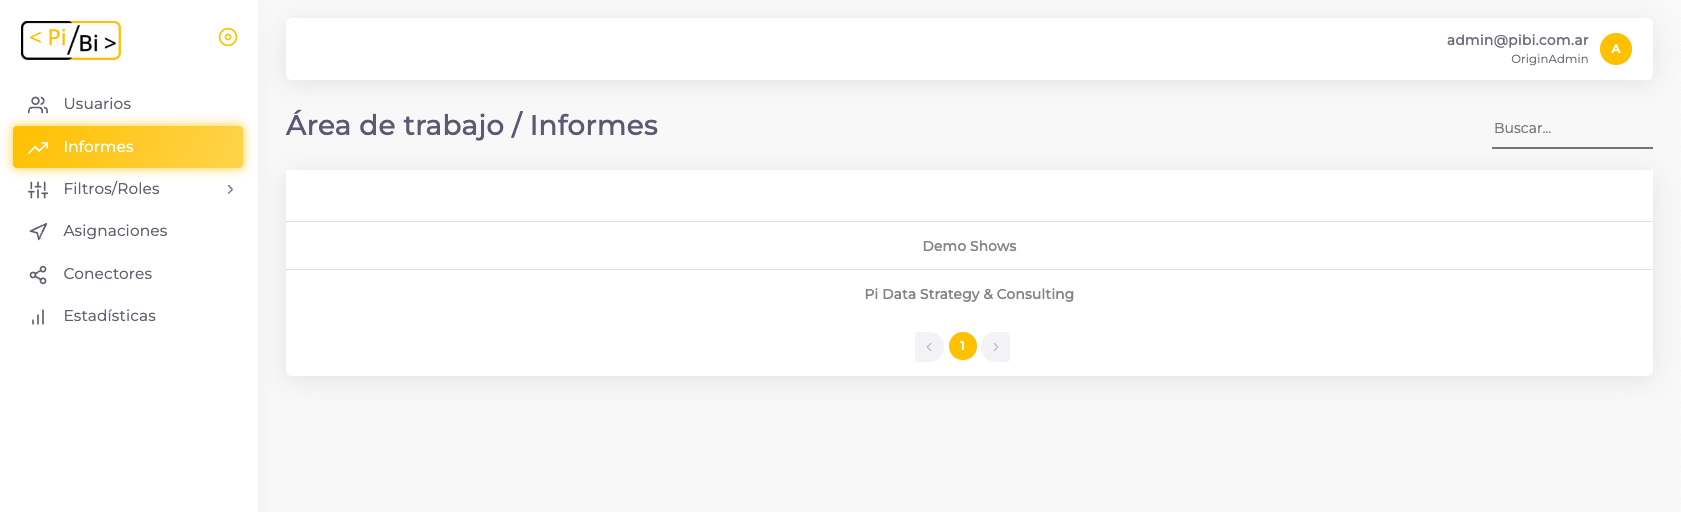 < Pi/Bi >
admin@pibi.com.ar
OriginAdmin
A
Usuarios
Informes
Filtros/Roles
Asignaciones
Conectores
Estadísticas
Área de trabajo / Informes
Buscar...
Demo Shows
Pi Data Strategy & Consulting
1